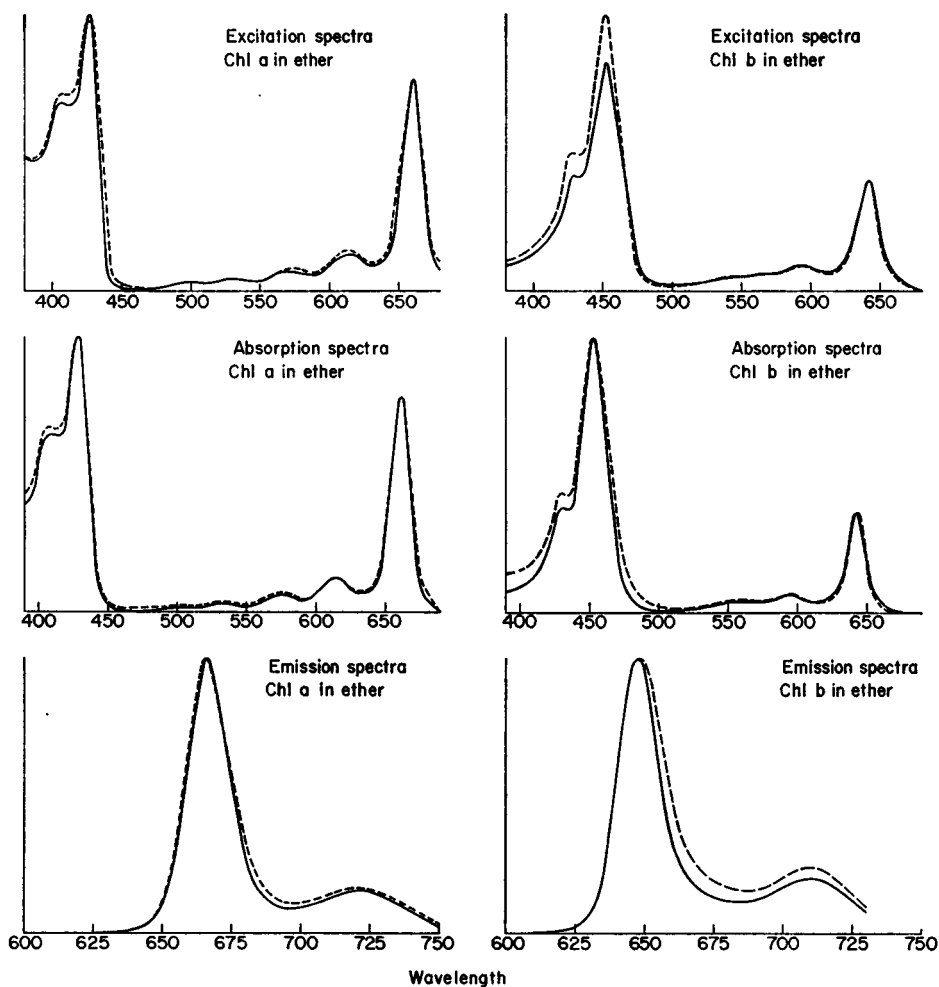 Excitation spectra
Chl a in ether
400 450 500 550 600 650
Excitation spectra
Chl b in ether
400 450 500 550 600 650
Absorption spectra
Chl a in ether
400 450 500 550 600 650
Absorption spectra
Chl b in ether
400 450 500 550 600 650
Emission spectra
Chl a in ether
600 625 650 675 700 725 750
Emission spectra
Chl b in ether
600 625 650 675 700 725 750
Wavelength